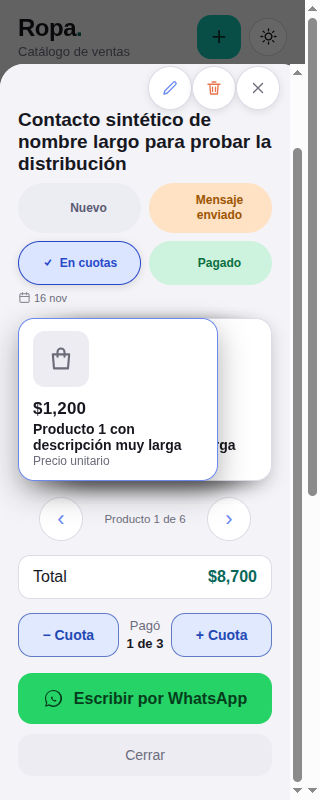 Ropa.
Catálogo de ventas
Contacto sintético de
nombre largo para probar la
distribución
Nuevo
Mensaje
enviado
En cuotas
Pagado
16 nov
$1,200
Producto 1 con
descripción muy larga
rga
Precio unitario
Producto 1 de 6
Total
$8,700
− Cuota
Pagó
1 de 3
+ Cuota
Escribir por WhatsApp
Cerrar